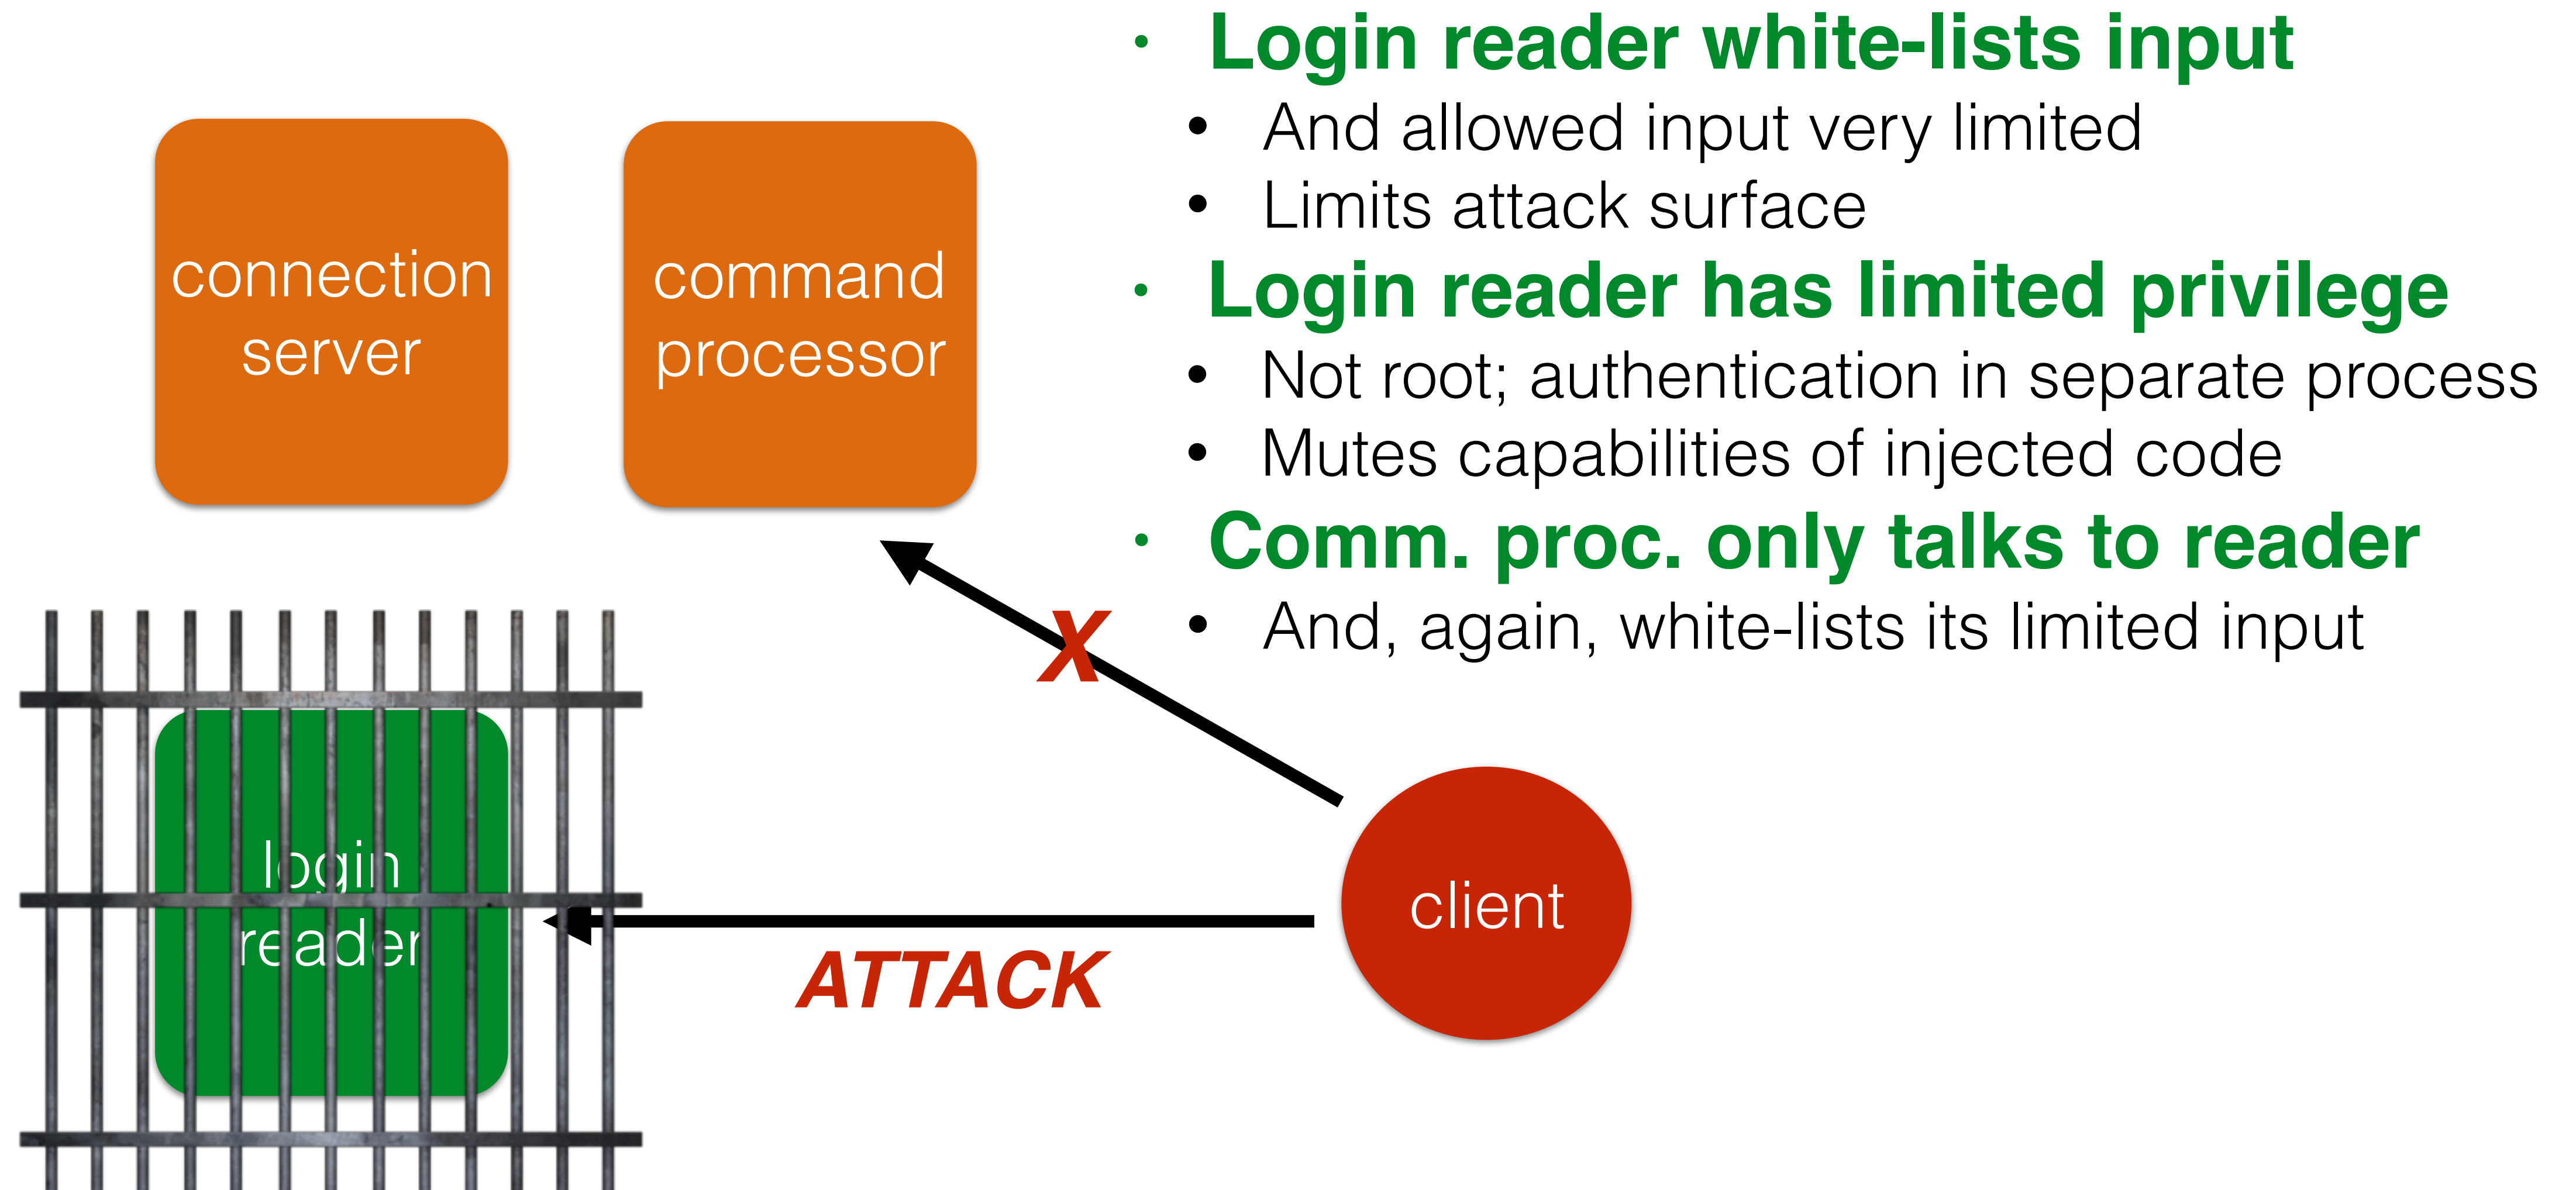 • Login reader white-lists input
• And allowed input very limited
• Limits attack surface
• Login reader has limited privilege
• Not root; authentication in separate process
• Mutes capabilities of injected code
• Comm. proc. only talks to reader
• And, again, white-lists its limited input
connection
server
command
processor
X
login
reader
ATTACK
client